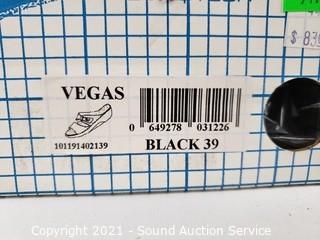 $ 83
VEGAS
0 649278 031226
101191402139
BLACK 39
Copyright 2021 - Sound Auction Service